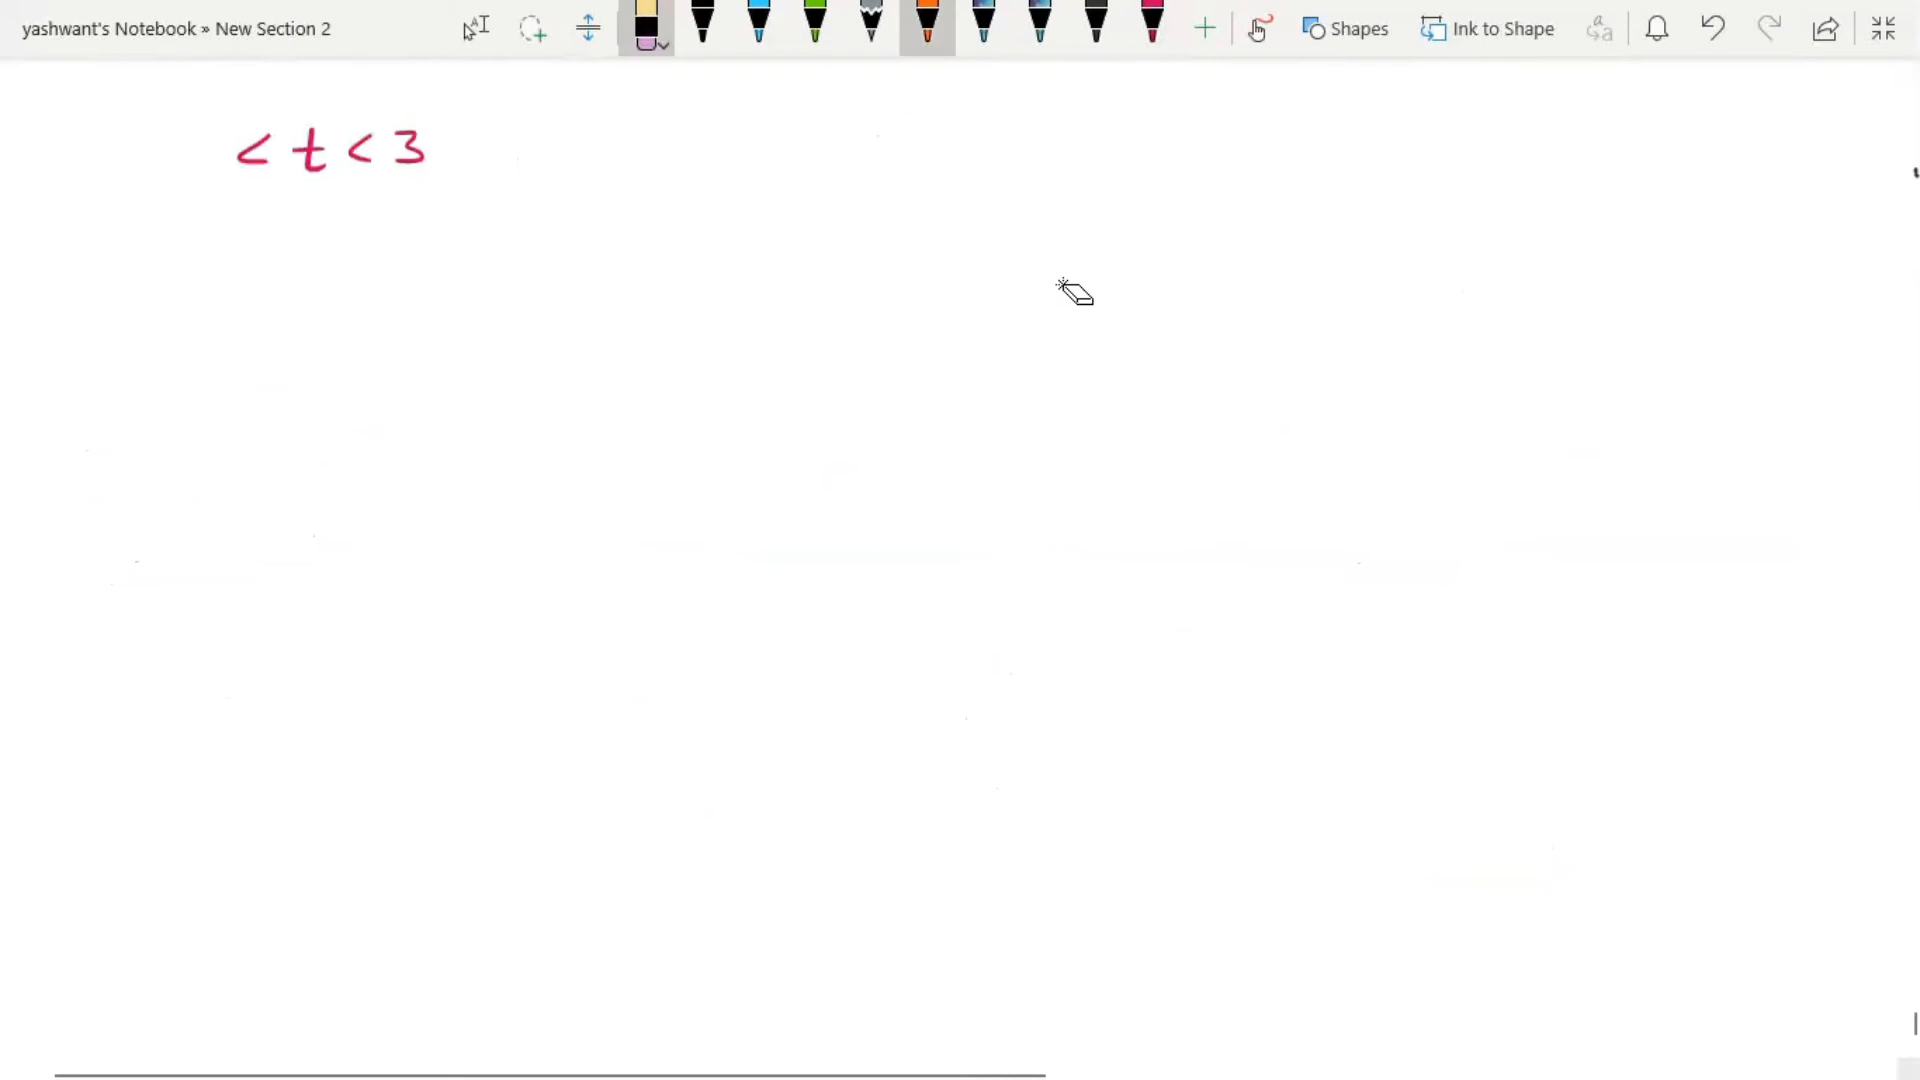 yashwant's Notebook » New Section 2
Shapes
Ink to Shape
< t < 3